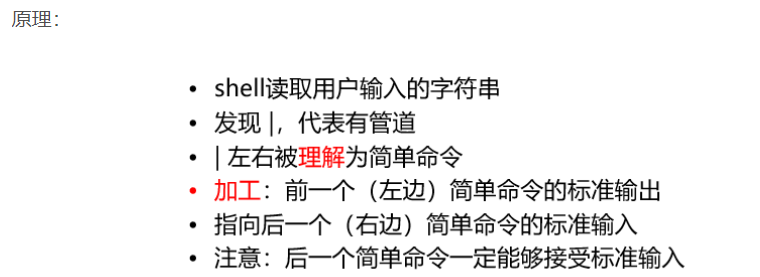 原理：
• shell读取用户输入的字符串
• 发现 |，代表有管道
• | 左右被理解为简单命令
• 加工：前一个（左边）简单命令的标准输出
• 指向后一个（右边）简单命令的标准输入
• 注意：后一个简单命令一定能够接受标准输入